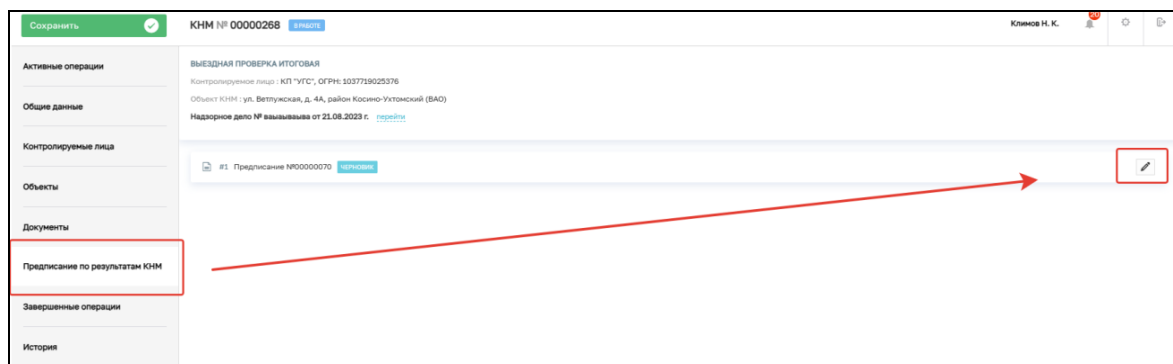 Сохранить
КНМ № 00000268 В РАБОТЕ
Климов Н. К.
20
Активные операции
Общие данные
Контролируемые лица
Объекты
Документы
Предписание по результатам КНМ
Завершенные операции
История
ВЫЕЗДНАЯ ПРОВЕРКА ИТОГОВАЯ
Контролируемое лицо : КП "УГС", ОГРН: 1037719025376
Объект КНМ : ул. Ветлужская, д. 4А, район Косино-Ухтомский (ВАО)
Надзорное дело № ваываываыва от 21.08.2023 г. перейти
#1 Предписание №00000070 ЧЕРНОВИК